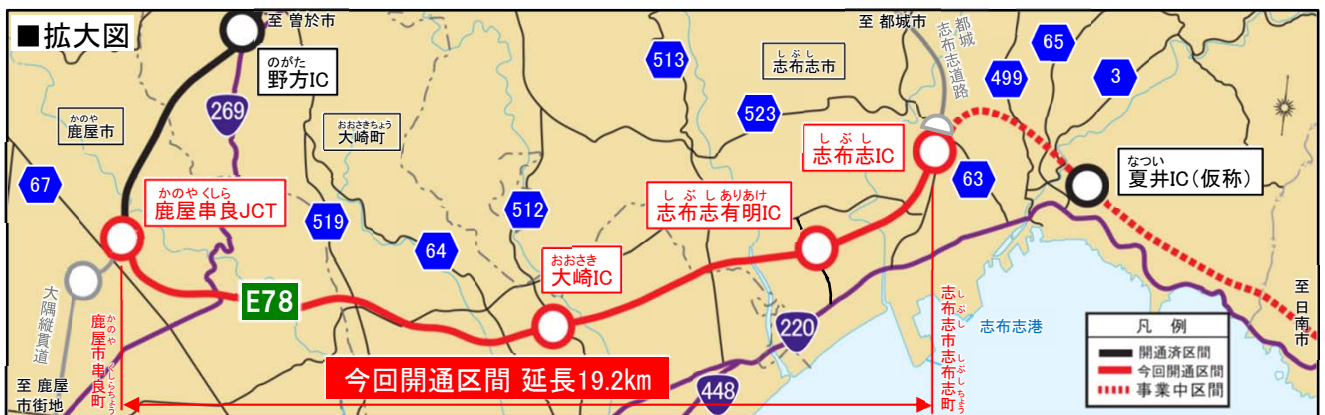 ■拡大図
至 曽於市
のがた
野方IC
269
かのや
鹿屋市
おおさきちょう
大崎町
67
かのやくしら
鹿屋串良JCT
519
64
512
おおさき
大崎IC
E78
大隅縦貫道
至 鹿屋
市街地
鹿屋市串良町
かのや くしらちょう
今回開通区間 延長19.2km
448
220
513
523
しぶし
志布志市
至 都城市
都城
志布志道路
しぶし
志布志IC
しぶしありあけ
志布志有明IC
499
65
3
63
なつい
夏井IC(仮称)
志布志市志布志町
しぶし しぶしちょう
志布志港
至 日南市
凡 例
開通済区間
今回開通区間
事業中区間